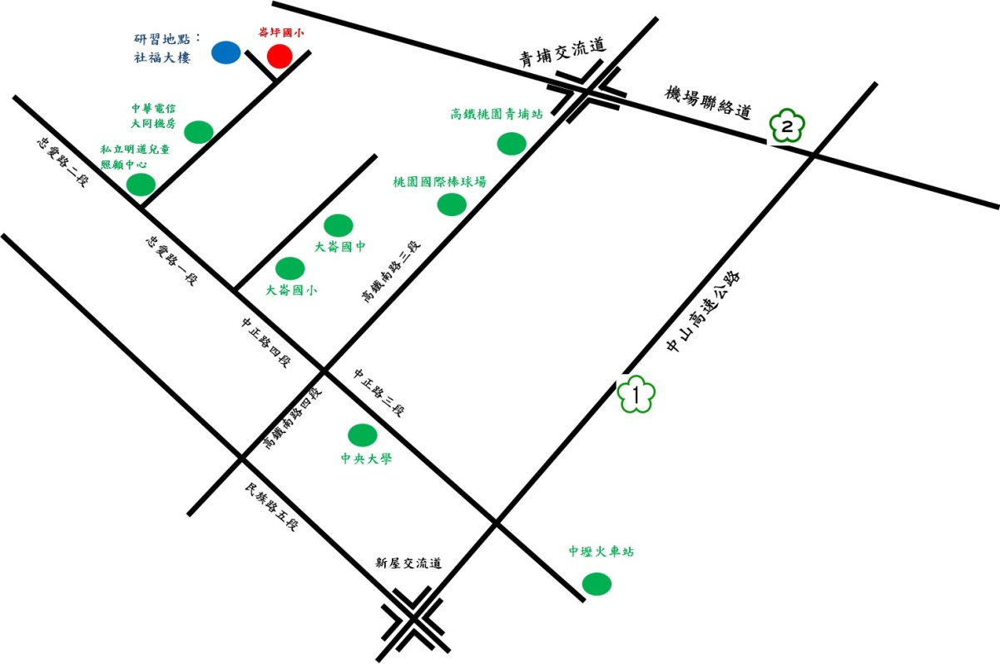 研習地點：
社福大樓
崙坪國小
青埔交流道
機場聯絡道
2
中華電信
大同機房
高鐵桃園青埔站
私立明道兒童
照顧中心
忠愛路二段
桃園國際棒球場
大崙國中
忠愛路一段
高鐵南路三段
大崙國小
中山高速公路
中正路四段
中正路三段
1
高鐵南路四段
中央大學
民族路五段
新屋交流道
中壢火車站